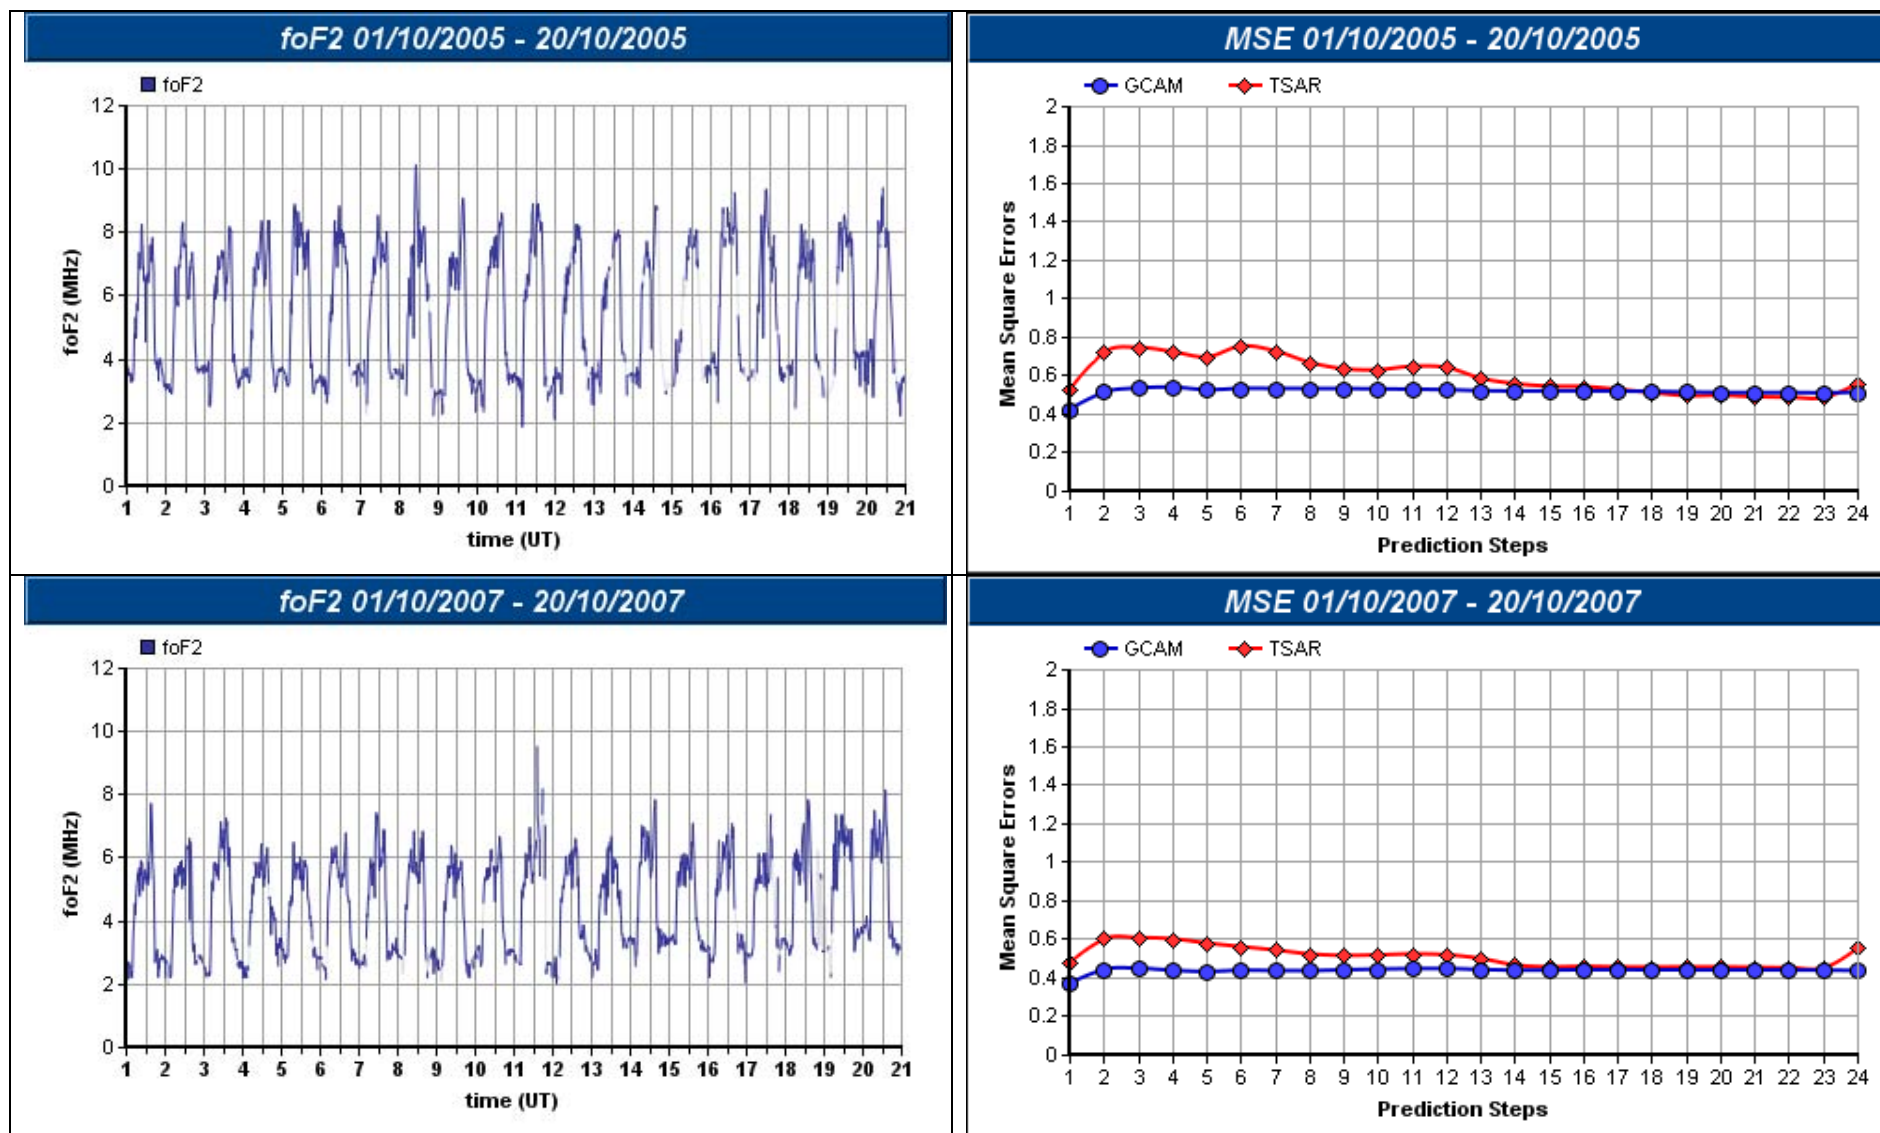 foF2 01/10/2005 - 20/10/2005
foF2
12
10
8
6
4
2
0
foF2 (MHz)
1 2 3 4 5 6 7 8 9 10 11 12 13 14 15 16 17 18 19 20 21
time (UT)
MSE 01/10/2005 - 20/10/2005
GCAM TSAR
2
1.8
1.6
1.4
1.2
1
0.8
0.6
0.4
0.2
0
Mean Square Errors
1 2 3 4 5 6 7 8 9 10 11 12 13 14 15 16 17 18 19 20 21 22 23 24
Prediction Steps
foF2 01/10/2007 - 20/10/2007
foF2
12
10
8
6
4
2
0
foF2 (MHz)
1 2 3 4 5 6 7 8 9 10 11 12 13 14 15 16 17 18 19 20 21
time (UT)
MSE 01/10/2007 - 20/10/2007
GCAM TSAR
2
1.8
1.6
1.4
1.2
1
0.8
0.6
0.4
0.2
0
Mean Square Errors
1 2 3 4 5 6 7 8 9 10 11 12 13 14 15 16 17 18 19 20 21 22 23 24
Prediction Steps